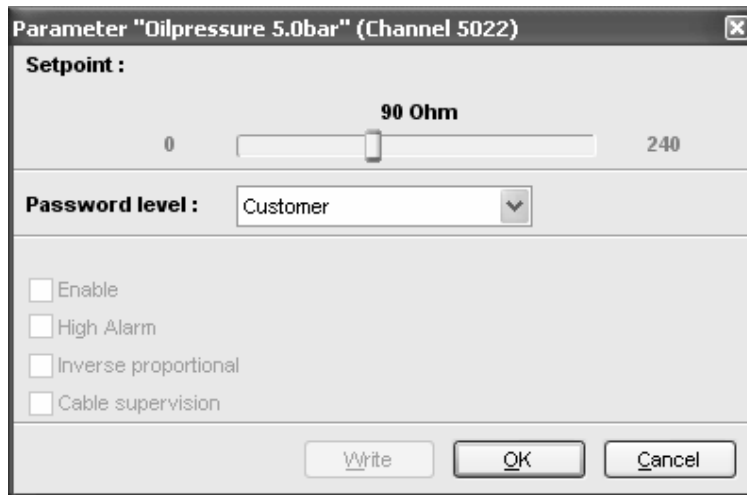 Parameter "Oilpressure 5.0bar" (Channel 5022)
Setpoint :
90 Ohm
0 240
Password level : Customer
Enable
High Alarm
Inverse proportional
Cable supervision
Write OK Cancel